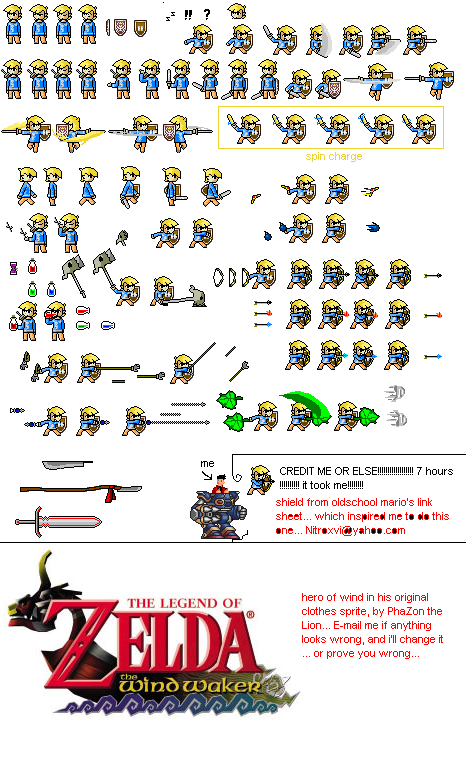 z z
!! ?
spin charge
me
CREDIT ME OR ELSE!!!!!!!!!!!!!!!!! 7 hours
!!!!!!!!! it took me!!!!!!!
shield from oldschool mario's link
sheet... which inspired me to do this
one... Nitroxvi@yahoo.com
THE LEGEND OF
ZELDA®
the
WIND WAKER
hero of wind in his original
clothes sprite, by PhaZon the
Lion... E-mail me if anything
looks wrong, and i'll change it
... or prove you wrong...